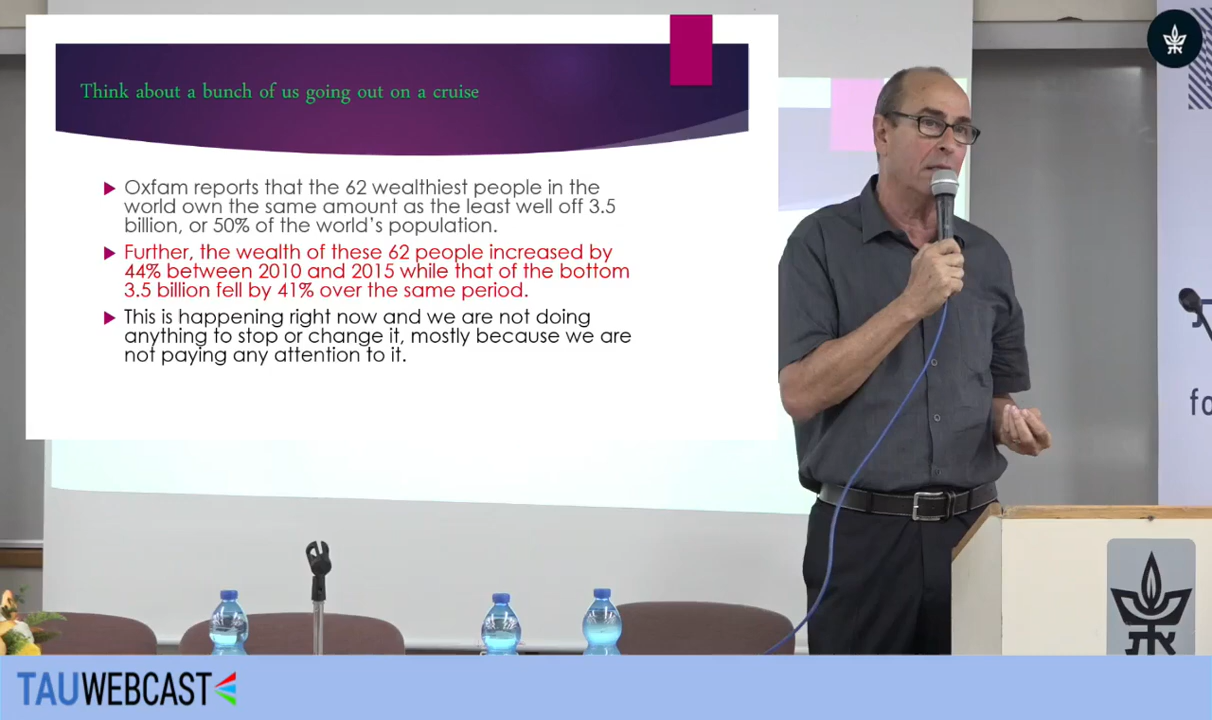 Think about a bunch of us going out on a cruise
Oxfam reports that the 62 wealthiest people in the
world own the same amount as the least well off 3.5
billion, or 50% of the world's population.
Further, the wealth of these 62 people increased by
44% between 2010 and 2015 while that of the bottom
3.5 billion fell by 41% over the same period.
This is happening right now and we are not doing
anything to stop or change it, mostly because we are
not paying any attention to it.
fo
TAUWEBCAST